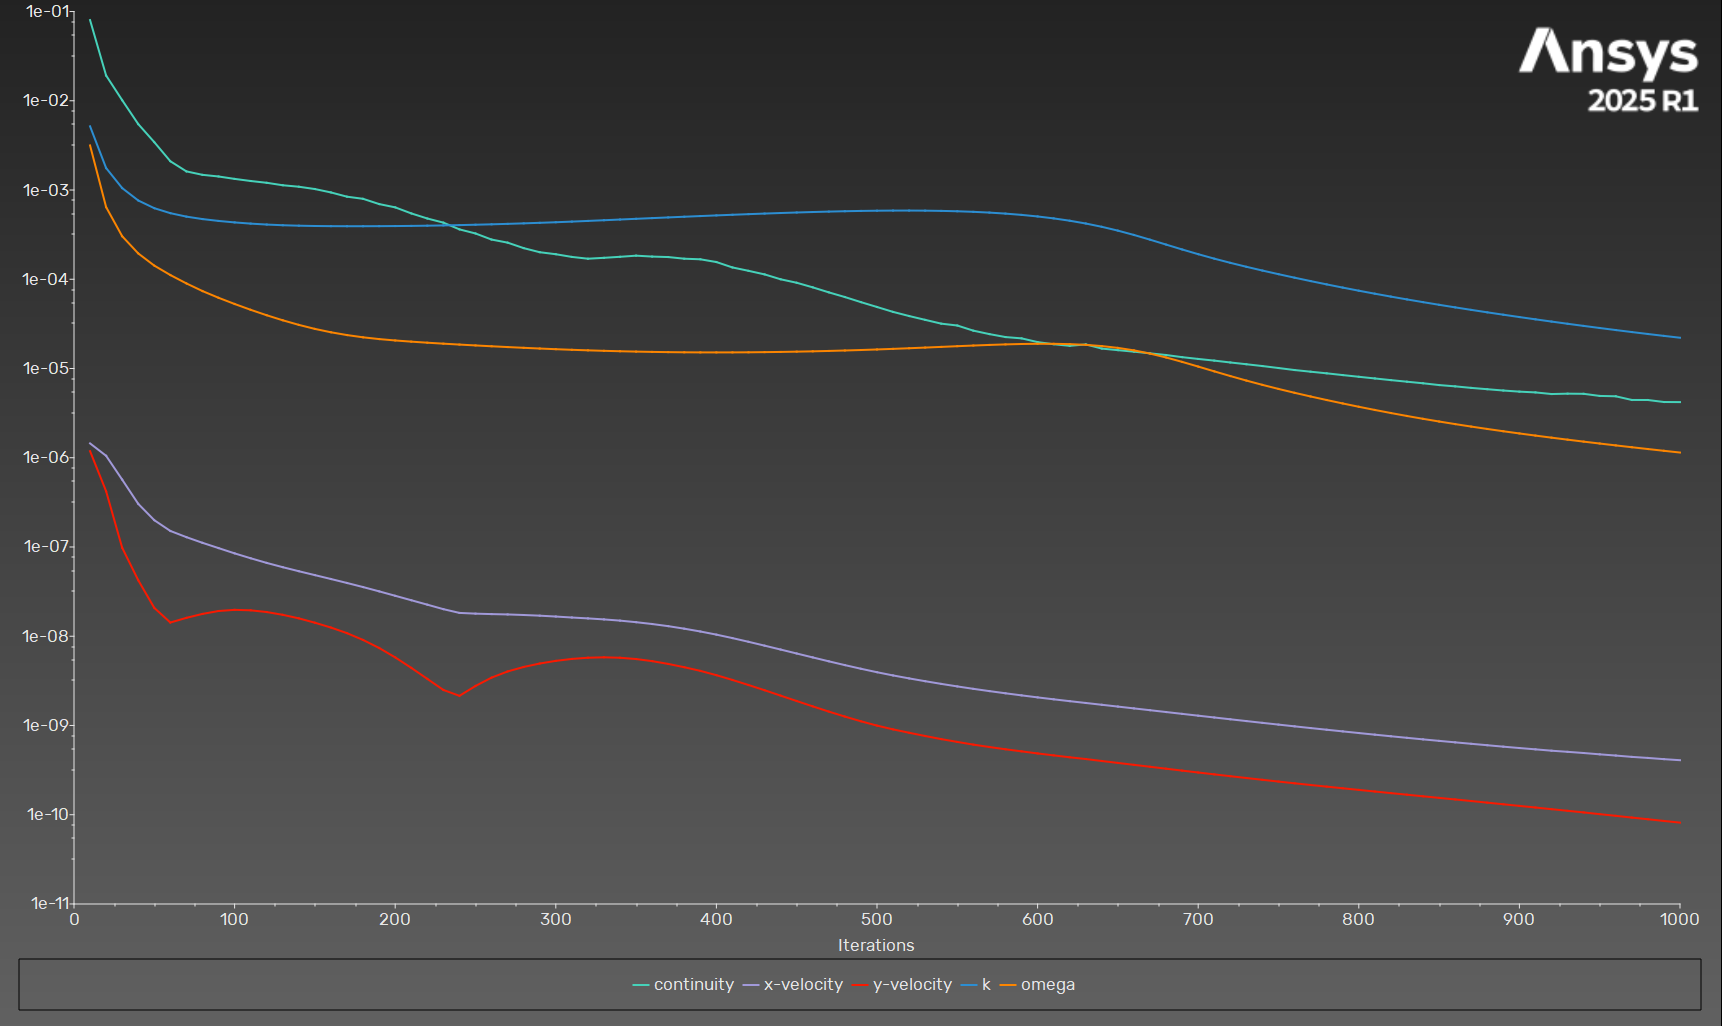 Ansys
2025 R1
1e-01
1e-02
1e-03
1e-04
1e-05
1e-06
1e-07
1e-08
1e-09
1e-10
1e-11
0 100 200 300 400 500 600 700 800 900 1000
Iterations
continuity x-velocity y-velocity k omega